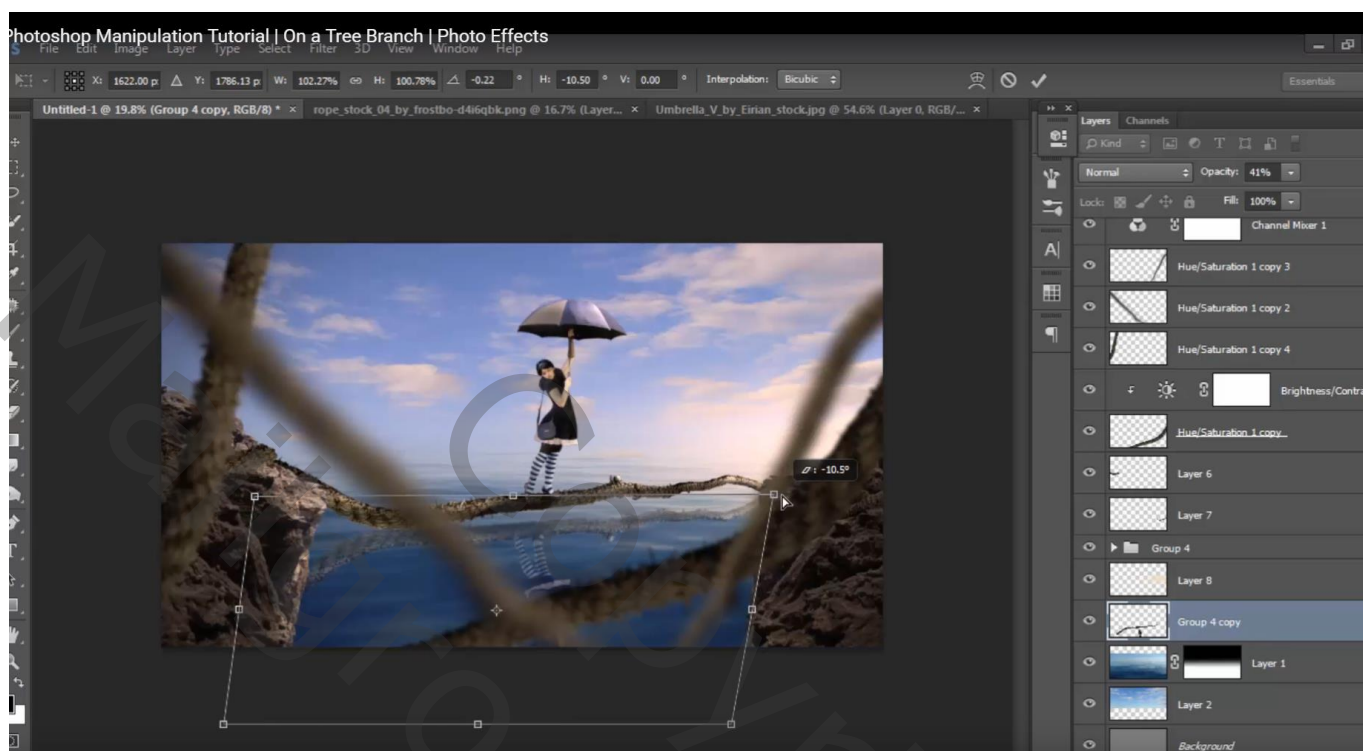 Photoshop Manipulation Tutorial | On a Tree Branch | Photo Effects
File Edit Image Layer Type Select Filter 3D View Window Help
X: 1622.00 p Y: 1786.13 p W: 102.27% H: 100.78% -0.22 ° H: -10.50 ° V: 0.00 ° Interpolation: Bicubic Essentials
Untitled-1 @ 19.8% (Group 4 copy, RGB/8) * × rope_stock_04_by_frostbo-d4i6qbk.png @ 16.7% (Layer... × Umbrella_V_by_Eirian_stock.jpg @ 54.6% (Layer 0, RGB/... ×
Layers Channels
Kind
Normal Opacity: 41%
Lock: Fill: 100%
Channel Mixer 1
Hue/Saturation 1 copy 3
Hue/Saturation 1 copy 2
Hue/Saturation 1 copy 4
Brightness/Contra
Hue/Saturation 1 copy
-10.5°
Layer 6
Layer 7
Group 4
Layer 8
Group 4 copy
Layer 1
Layer 2
Background